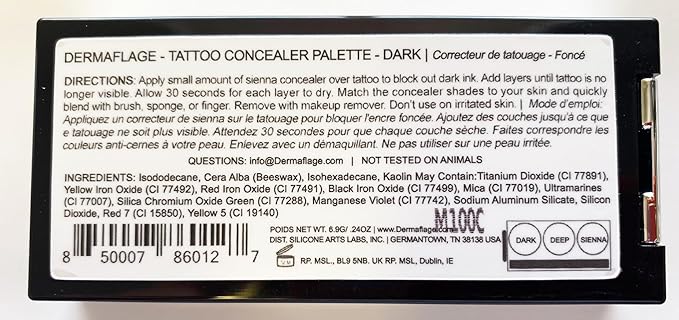 DERMAFLAGE - TATTOO CONCEALER PALETTE - DARK | Correcteur de tatouage - Foncé
DIRECTIONS: Apply small amount of sienna concealer over tattoo to block out dark ink. Add layers until tattoo is
no longer visible. Allow 30 seconds for each layer to dry. Match the concealer shades to your skin and quickly
blend with brush, sponge, or finger. Remove with makeup remover. Don't use on irritated skin. | Mode d'emploi:
Appliquez un correcteur de sienna sur le tatouage pour bloquer l'encre foncée. Ajoutez des couches jusqu'à ce que
e tatouage ne soit plus visible. Attendez 30 secondes pour que chaque couche sèche. Faites correspondre les
couleurs anti-cernes à votre peau. Enlevez avec un démaquillant. Ne pas utiliser sur une peau irritée.
QUESTIONS: info@Dermaflage.com | NOT TESTED ON ANIMALS
INGREDIENTS: Isododecane, Cera Alba (Beeswax), Isohexadecane, Kaolin May Contain:Titanium Dioxide (CI 77891),
Yellow Iron Oxide (CI 77492), Red Iron Oxide (CI 77491), Black Iron Oxide (CI 77499), Mica (CI 77019), Ultramarines
(CI 77007), Silica Chromium Oxide Green (CI 77288), Manganese Violet (CI 77742), Sodium Aluminum Silicate, Silicon
Dioxide, Red 7 (CI 15850), Yellow 5 (CI 19140)
M100C
POIDS NET WT. 6.9G/ .24OZ | www.Dermaflage.com
DIST. SILICONE ARTS LABS, INC. | GERMANTOWN, TN 38138 USA
DARK DEEP SIENNA
8 50007 86012 7
RP. MSL., BL9 5NB. UK RP. MSL, Dublin, IE